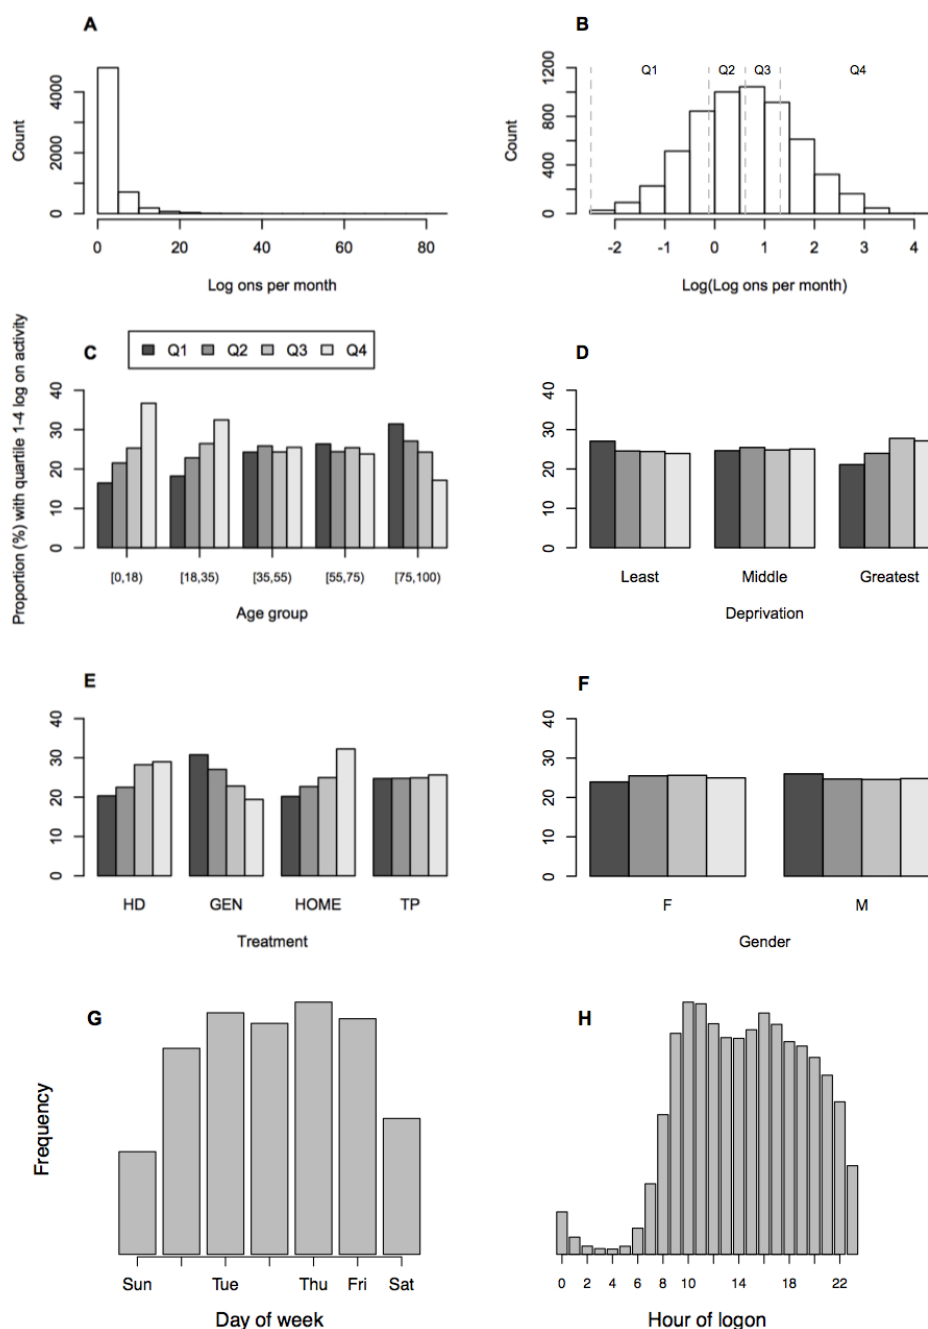 A
Count
0
2000
4000
0
20
40
60
80
Log ons per month
B
Q1 Q2 Q3 Q4
Count
0
400
800
1200
-2
-1
0
1
2
3
4
Log(Log ons per month)
C
Q1 Q2 Q3 Q4
Proportion (%) with quartile 1-4 log on activity
0
10
20
30
40
[0,18) [18,35) [35,55) [55,75) [75,100)
Age group
D
0
10
20
30
40
Least Middle Greatest
Deprivation
E
0
10
20
30
40
HD GEN HOME TP
Treatment
F
0
10
20
30
40
F M
Gender
G
Frequency
Sun Tue Thu Fri Sat
Day of week
H
0 2 4 6 8 10 14 18 22
Hour of logon